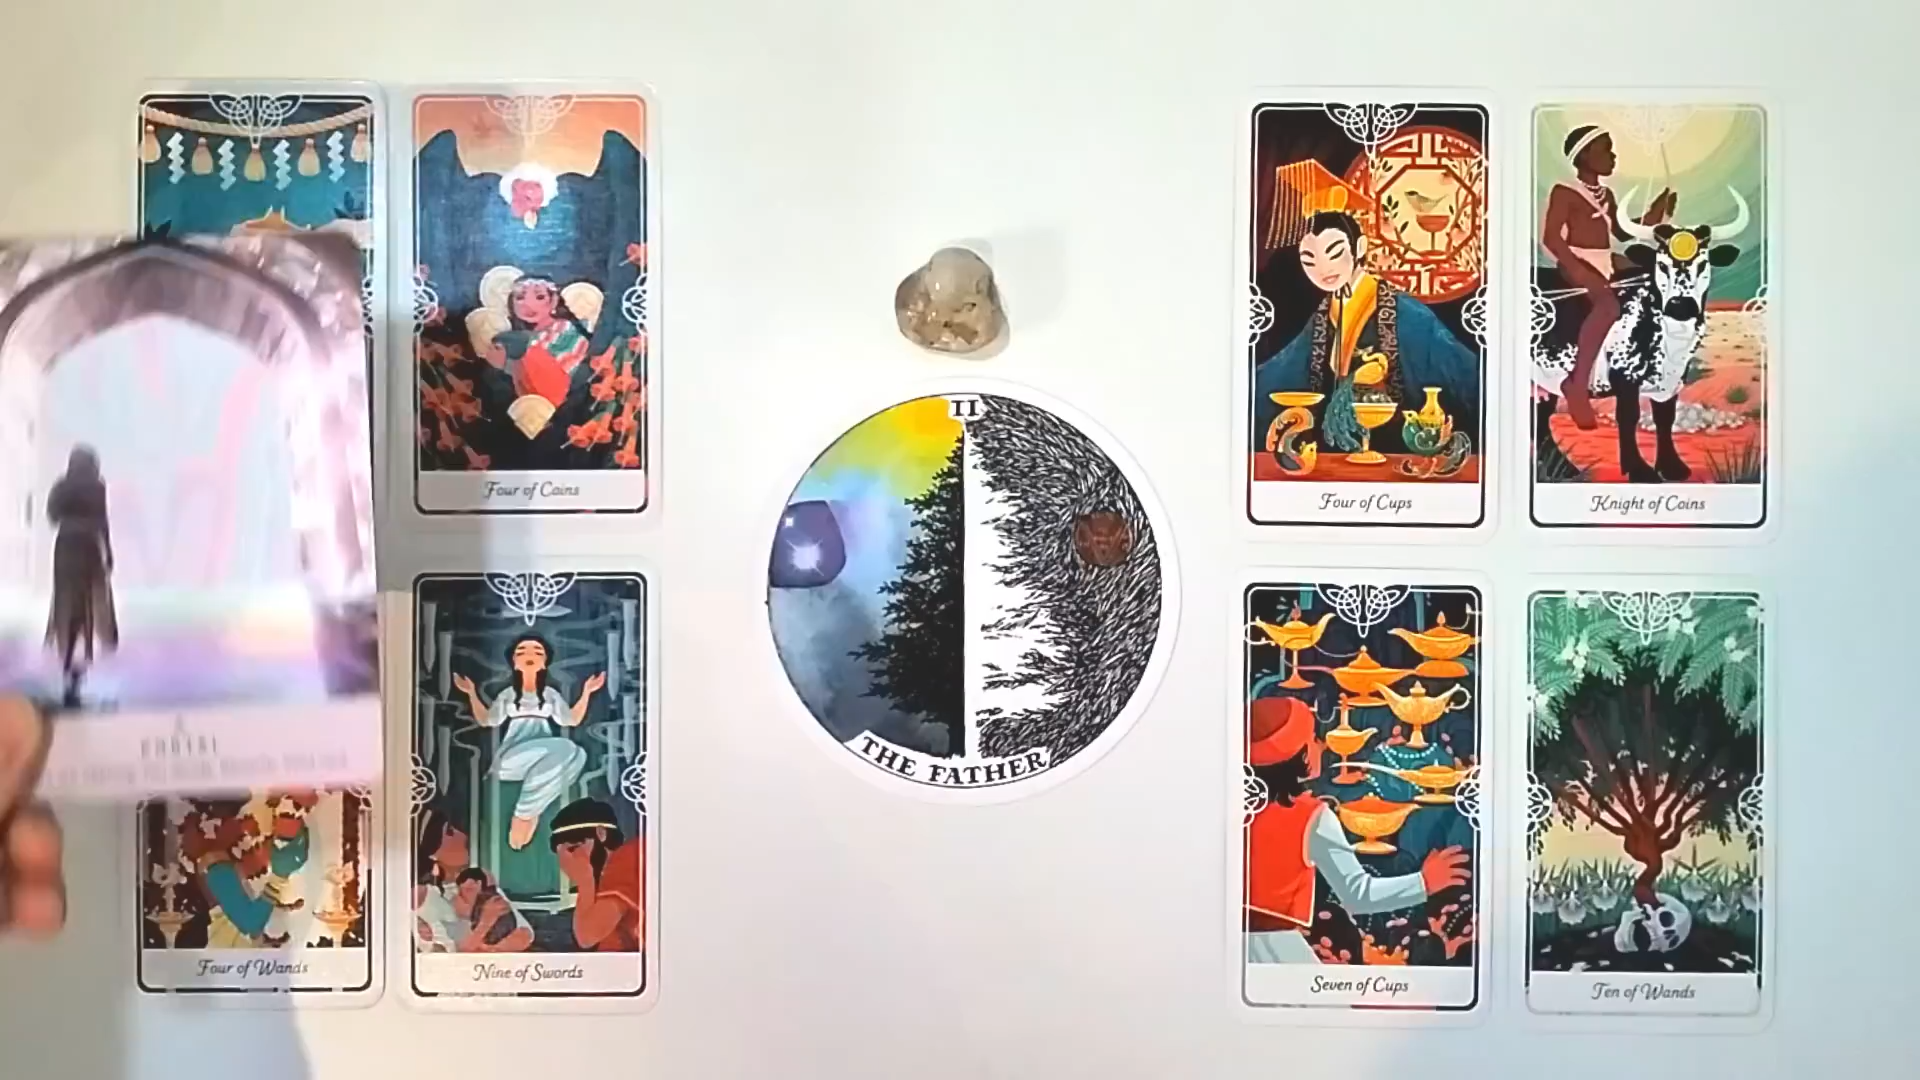 Four of Coins
Four of Wands
Nine of Swords
II
THE FATHER
Four of Cups
Knight of Coins
Seven of Cups
Ten of Wands